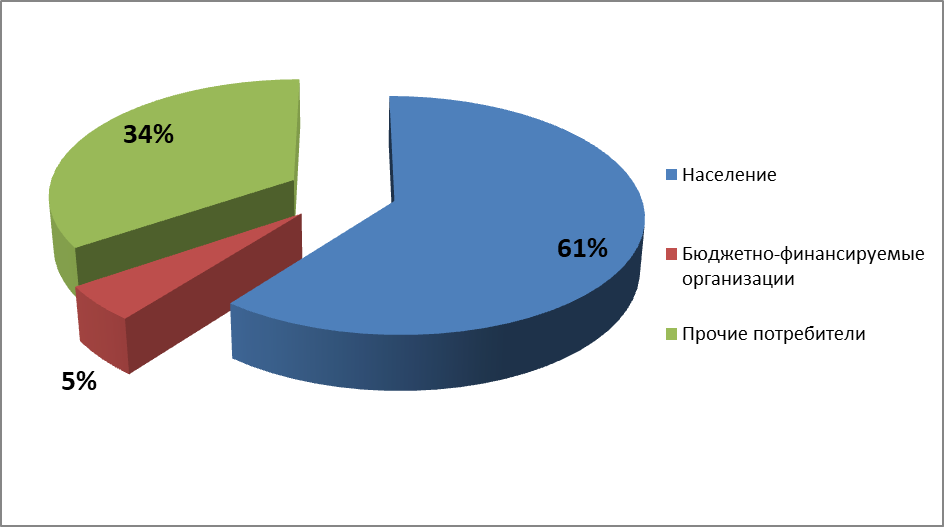 34%
61%
5%
Население
Бюджетно-финансируемые
организации
Прочие потребители